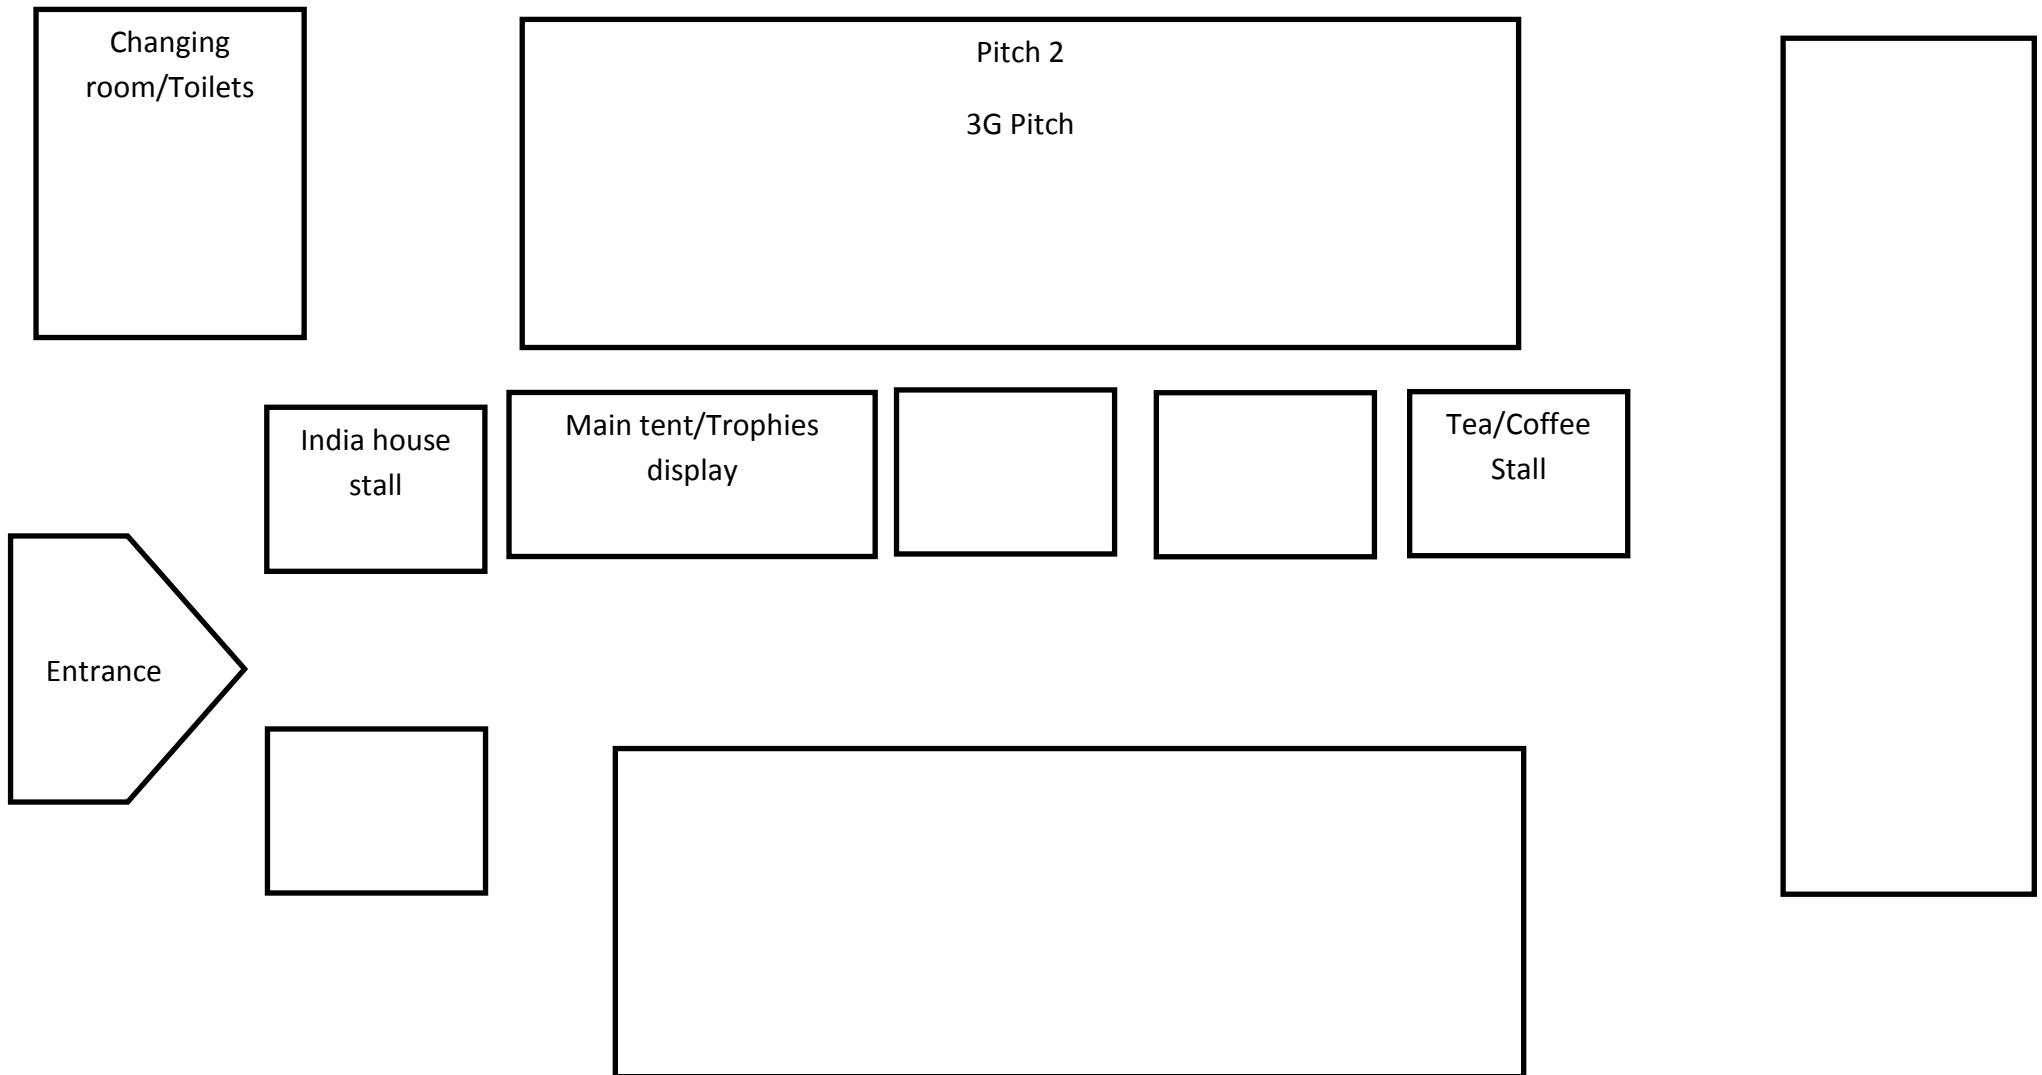 Changing
room/Toilets
Pitch 2
3G Pitch
India house
stall
Main tent/Trophies
display
Tea/Coffee
Stall
Entrance